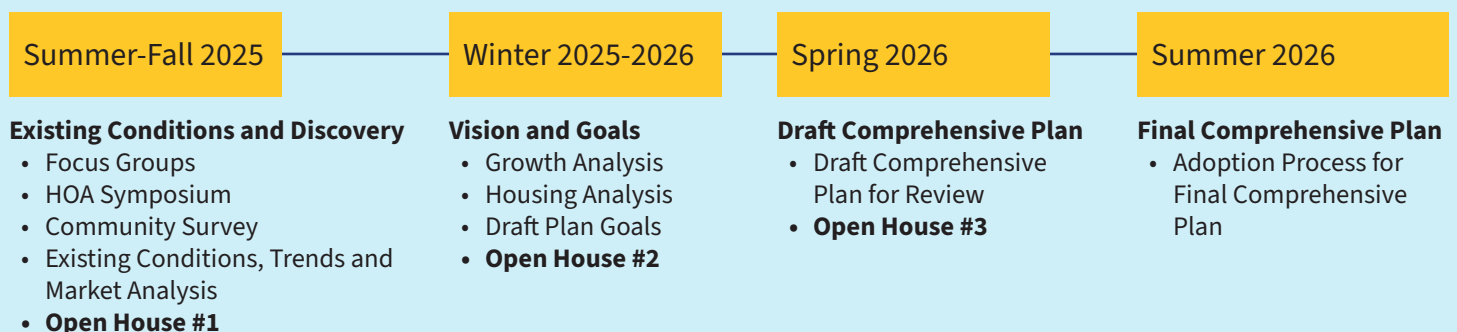 Summer-Fall 2025
Existing Conditions and Discovery
• Focus Groups
• HOA Symposium
• Community Survey
• Existing Conditions, Trends and
Market Analysis
• Open House #1
Winter 2025-2026
Vision and Goals
• Growth Analysis
• Housing Analysis
• Draft Plan Goals
• Open House #2
Spring 2026
Draft Comprehensive Plan
• Draft Comprehensive
Plan for Review
• Open House #3
Summer 2026
Final Comprehensive Plan
• Adoption Process for
Final Comprehensive
Plan